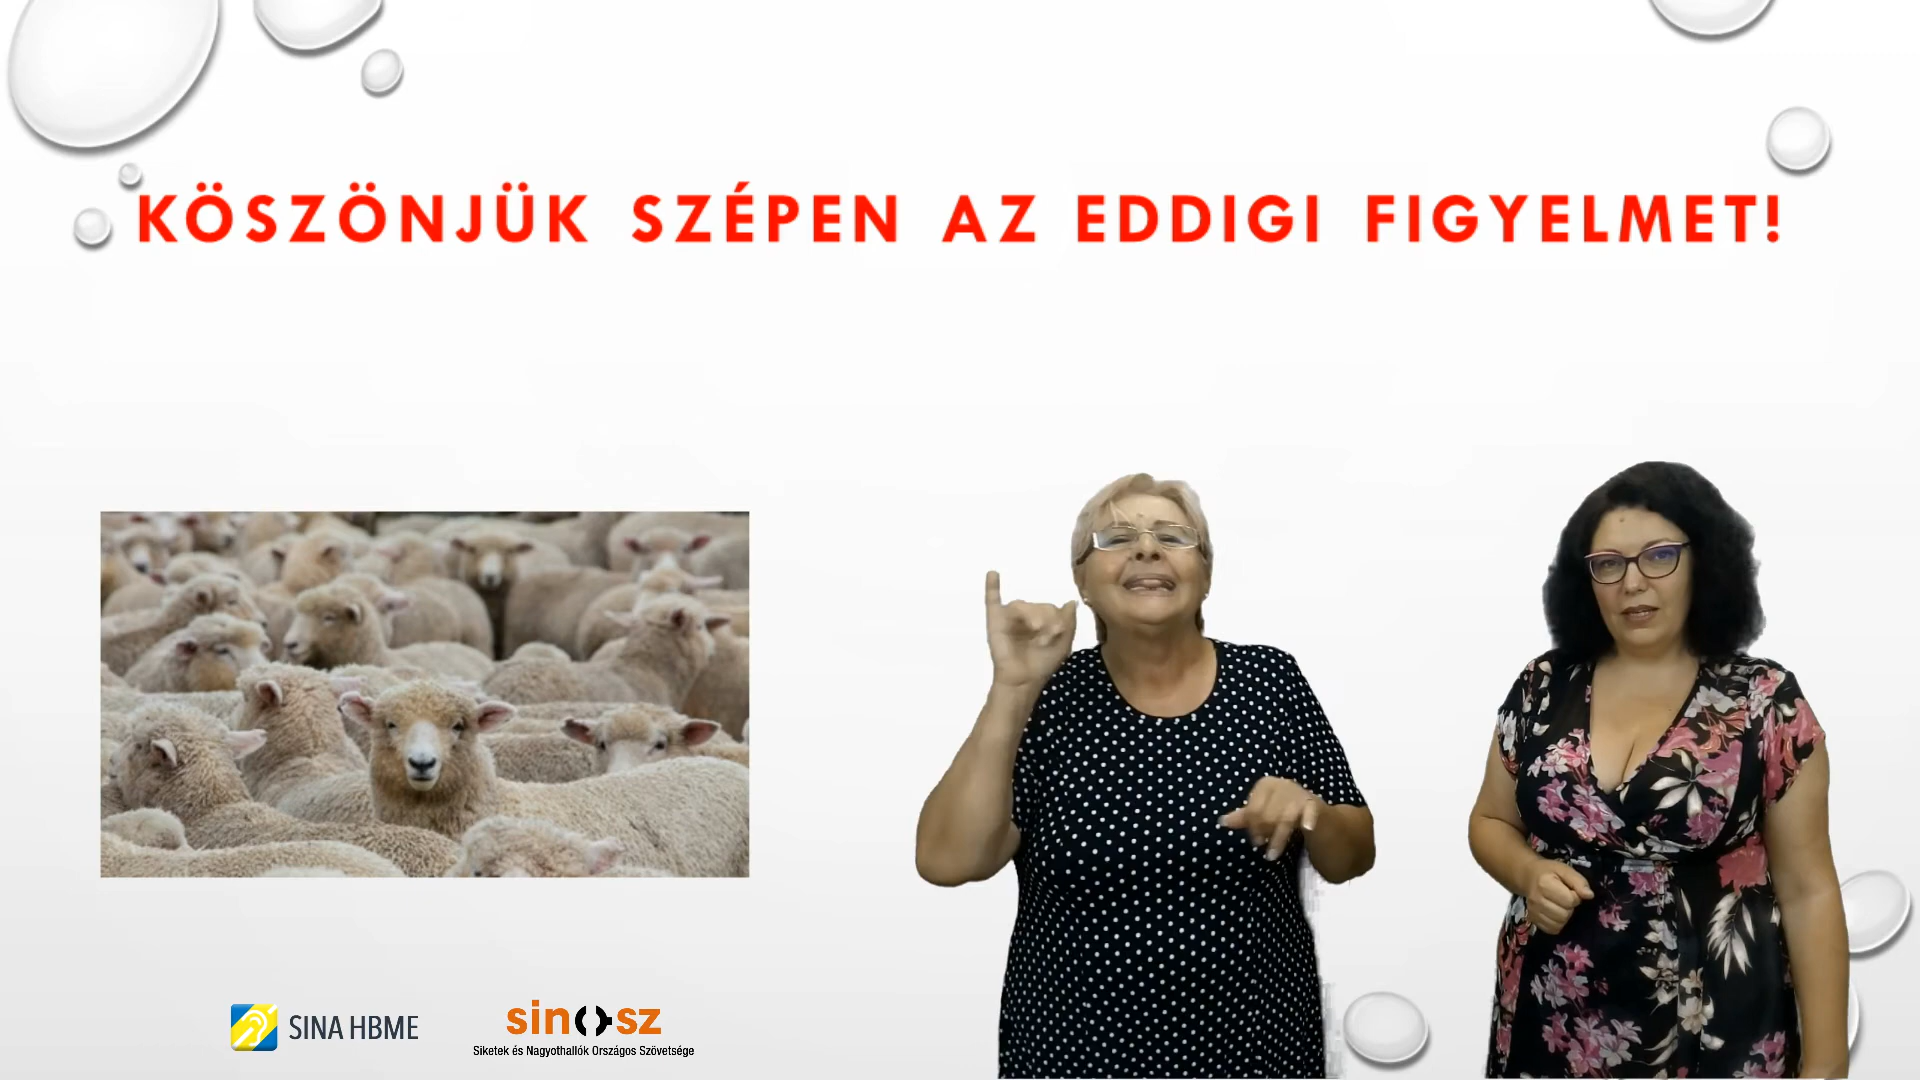 KÖSZÖNJÜK SZÉPEN AZ EDDIGI FIGYELMET!
SINA HBME
sinosz
Siketek és Nagyothallók Országos Szövetsége